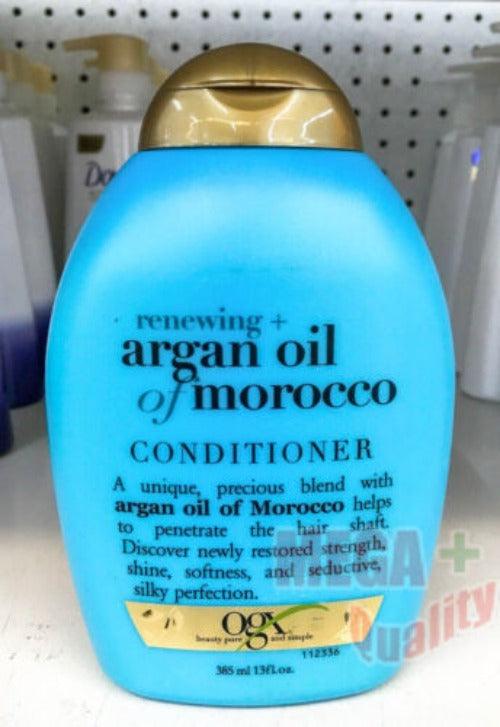 Do
renewing +
argan oil
of morocco
CONDITIONER
A unique, precious blend with
argan oil of Morocco helps
to penetrate the hair shaft.
Discover newly restored strength,
shine, softness, and seductive,
silky perfection.
MEGA +
Quality
ogx
beauty pure and simple
112336
385 ml 13fl.oz.